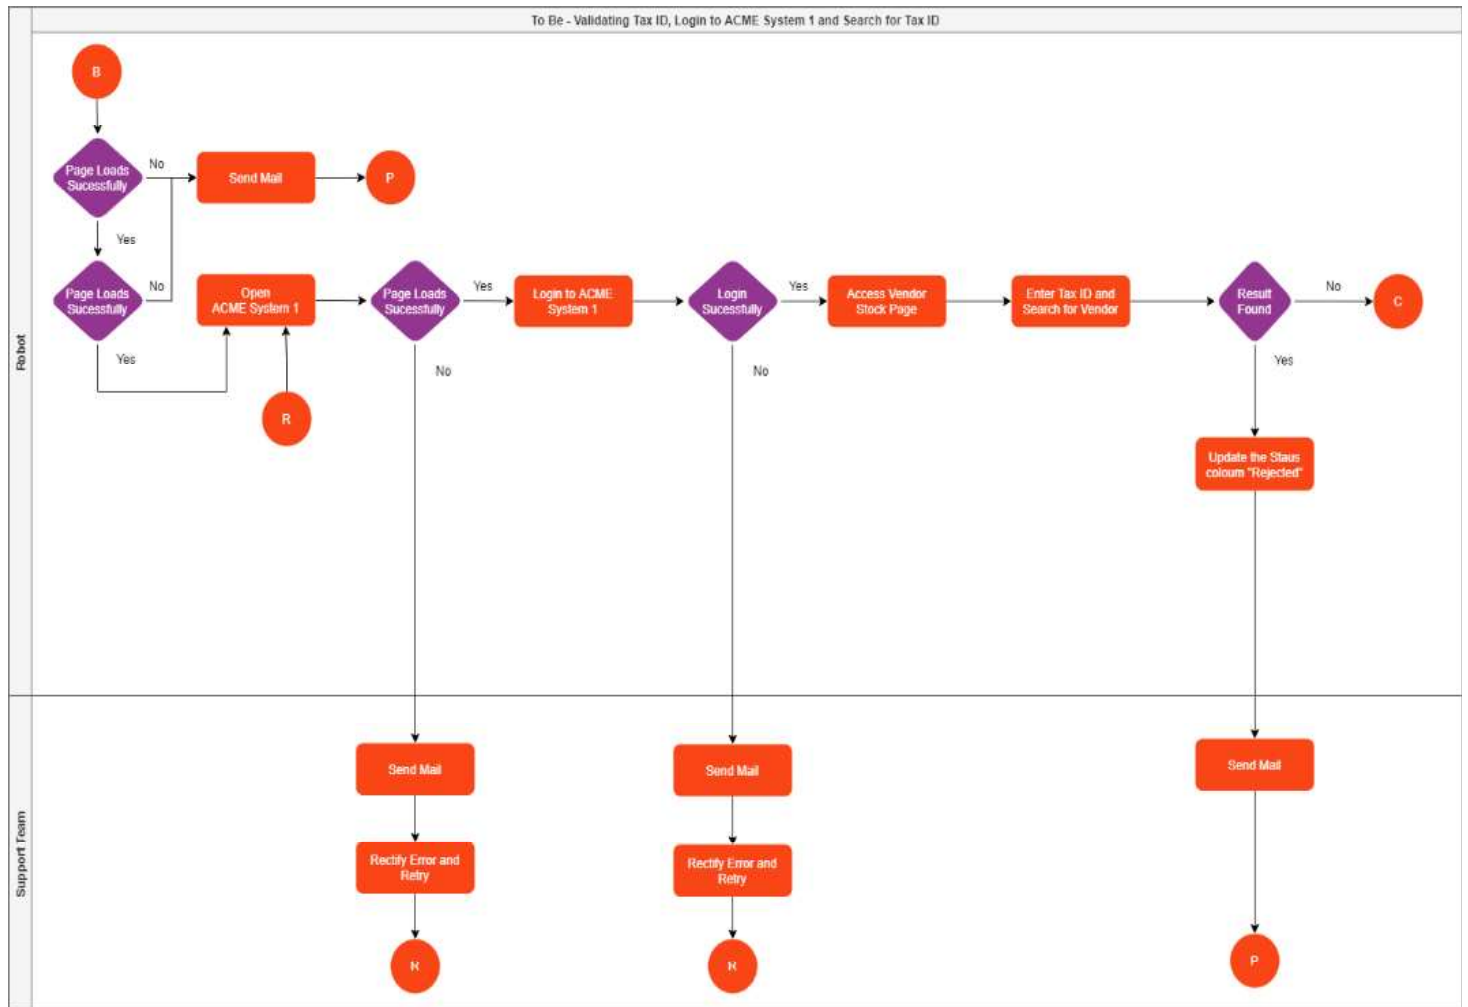 To Be - Validating Tax ID, Login to ACME System 1 and Search for Tax ID
Robot
B
Page Loads
Sucessfully
No
Send Mail
P
Yes
Page Loads
Sucessfully
No
Yes
Open
ACME System 1
R
Page Loads
Sucessfully
Yes
No
Login to ACME
System 1
Login
Sucessfully
Yes
No
Access Vendor
Stock Page
Enter Tax ID and
Search for Vendor
Result
Found
No
C
Yes
Update the Staus
coloum "Rejected"
Support Team
Send Mail
Rectify Error and
Retry
R
Send Mail
Rectify Error and
Retry
R
Send Mail
P